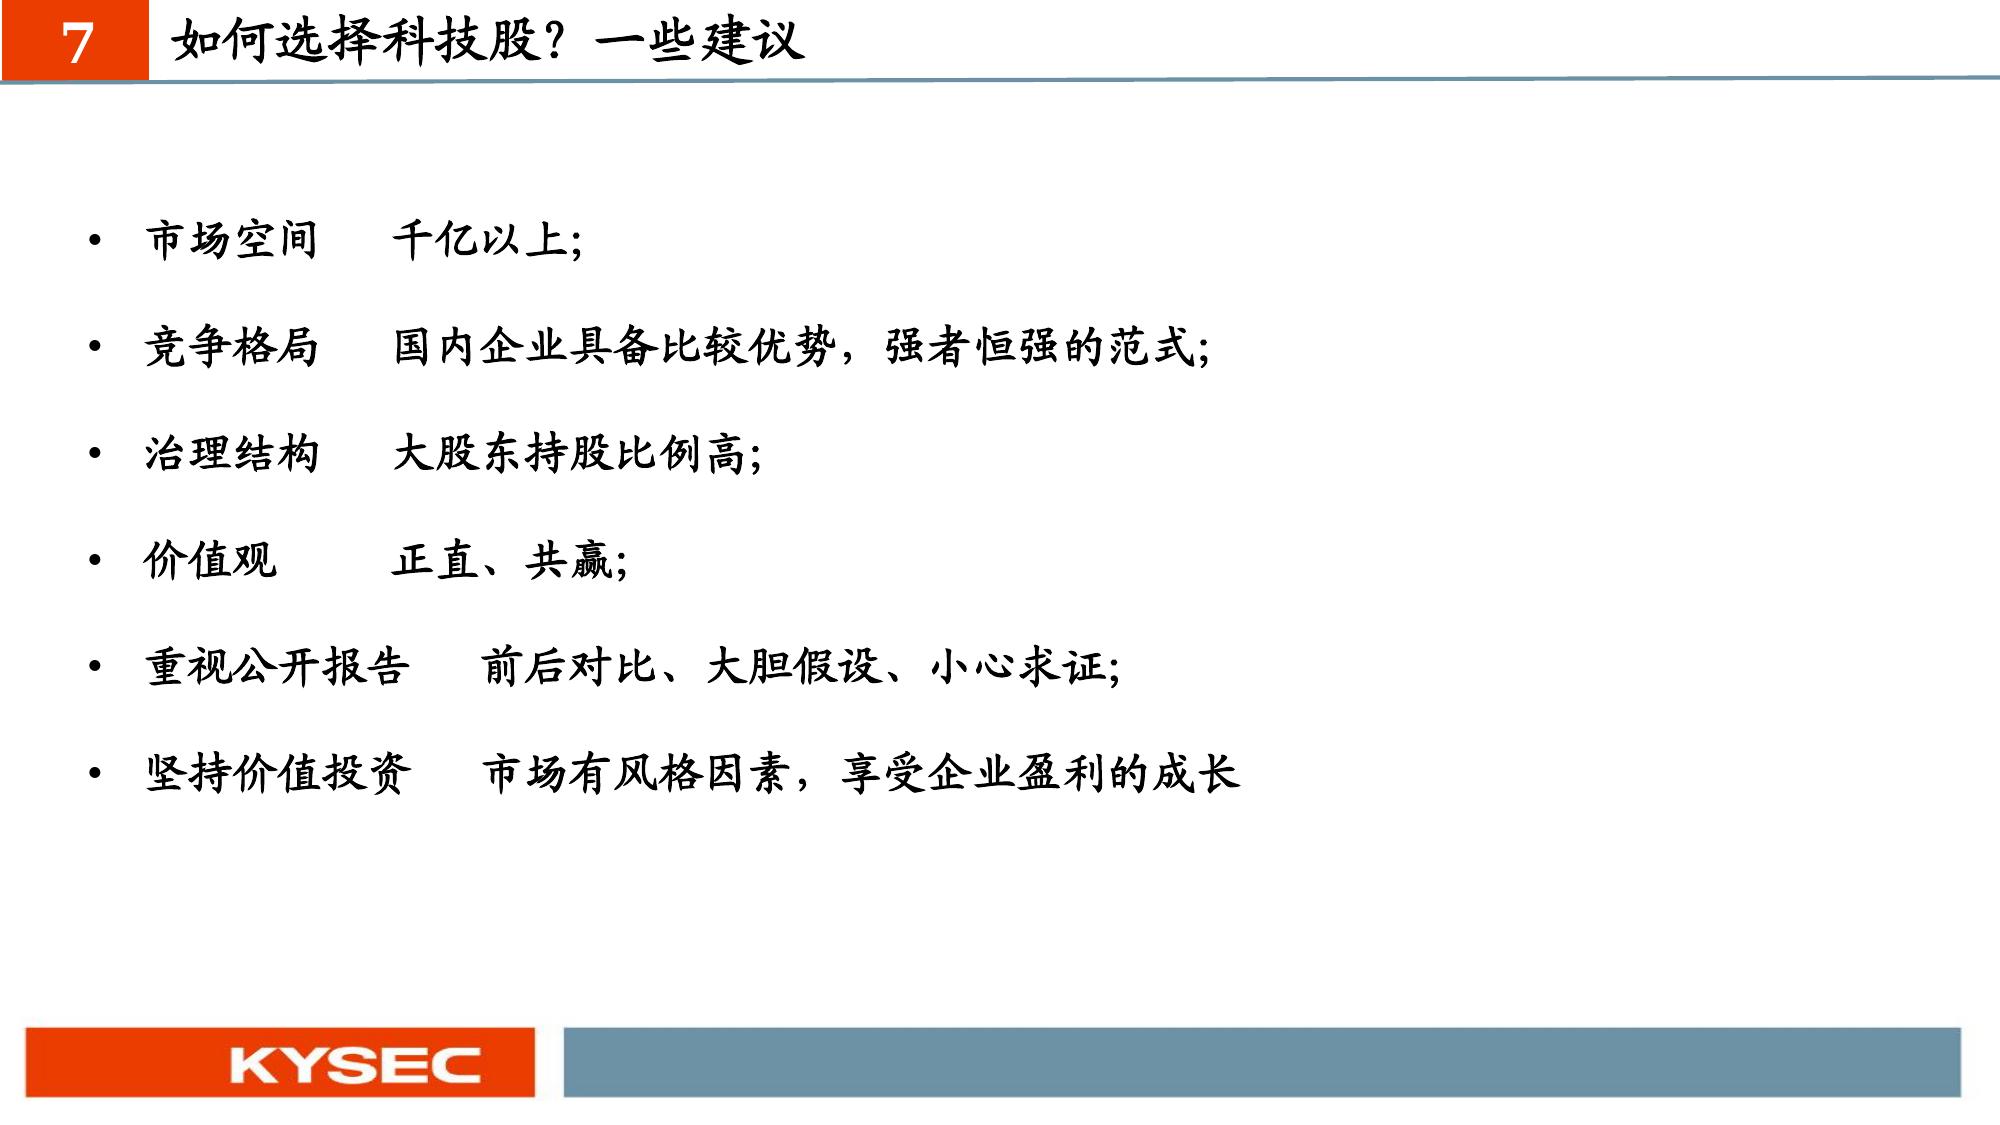 7 如何选择科技股？一些建议
• 市场空间 千亿以上；
• 竞争格局 国内企业具备比较优势，强者恒强的范式；
• 治理结构 大股东持股比例高；
• 价值观 正直、共赢；
• 重视公开报告 前后对比、大胆假设、小心求证；
• 坚持价值投资 市场有风格因素，享受企业盈利的成长
KYSEC